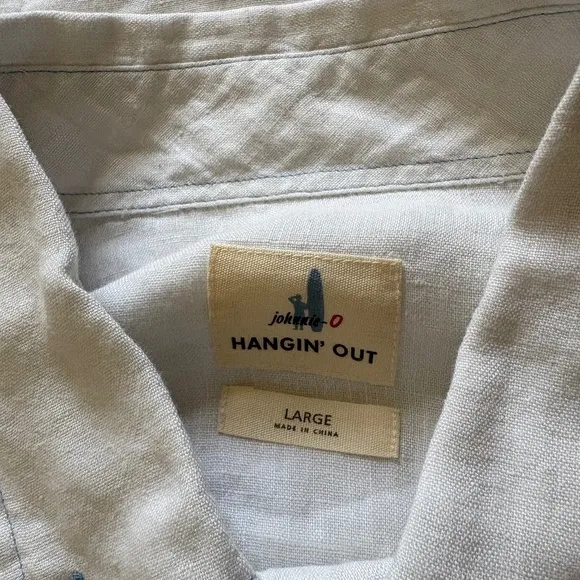 johnnie-O
HANGIN' OUT
LARGE
MADE IN CHINA